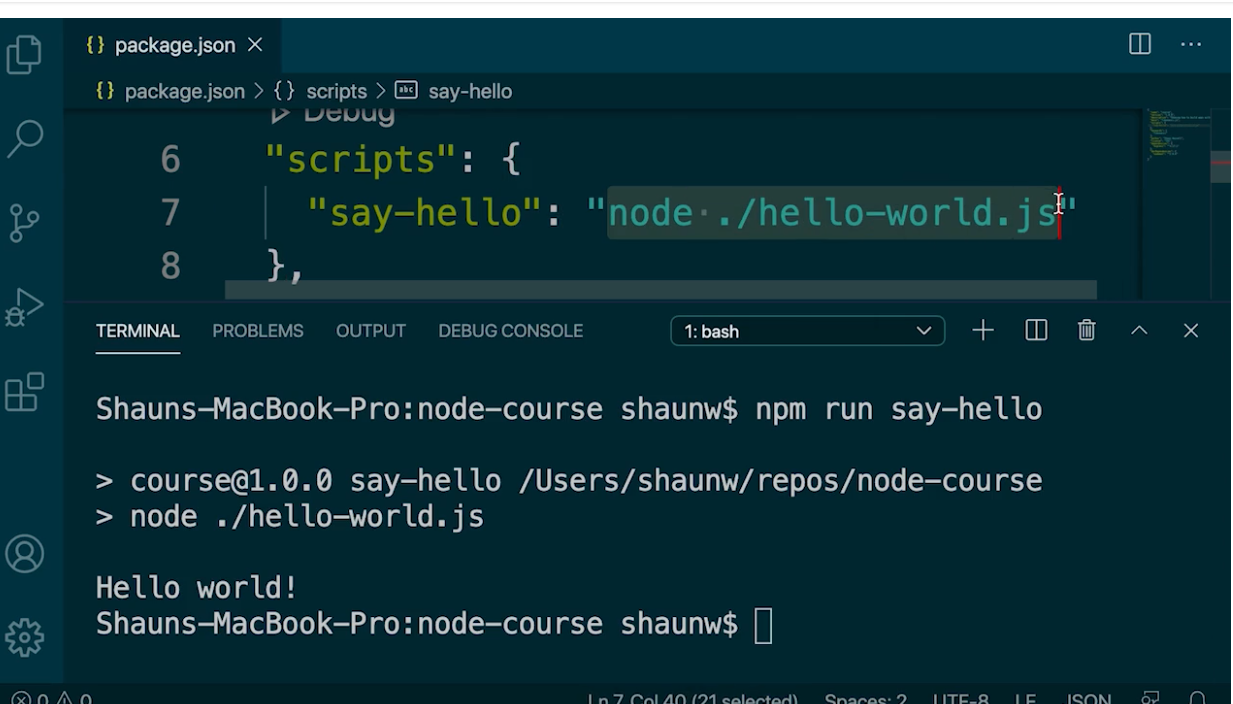 {} package.json ×
{} package.json > {} scripts > abc say-hello
Debug
6 "scripts": {
7 "say-hello": "node ./hello-world.js"
8 },
TERMINAL PROBLEMS OUTPUT DEBUG CONSOLE 1: bash
Shauns-MacBook-Pro:node-course shaunw$ npm run say-hello
> course@1.0.0 say-hello /Users/shaunw/repos/node-course
> node ./hello-world.js
Hello world!
Shauns-MacBook-Pro:node-course shaunw$
0 0 Ln 7, Col 40 (21 selected) Spaces: 2 UTF-8 LF JSON